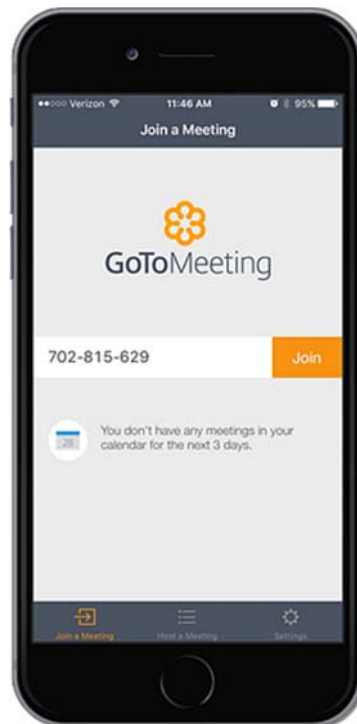 Verizon 11:46 AM 95%
Join a Meeting
GoToMeeting
702-815-629 Join
28
You don't have any meetings in your
calendar for the next 3 days.
Join a Meeting Host a Meeting Settings